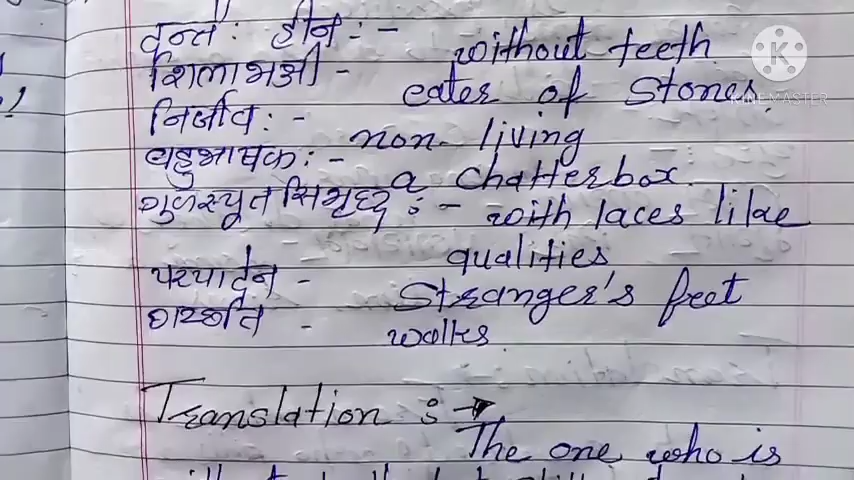 दन्तैः हीनः - without teeth
शिलाभक्षी - eater of stones.
निर्जीवः - non-living
बहुभाषकः - a chatterbox.
गुणस्यूतसमृद्धः - with laces like qualities
परपादेन - Stranger's feet
गच्छति - walks.
Translation :→
The one who is
KINEMASTER